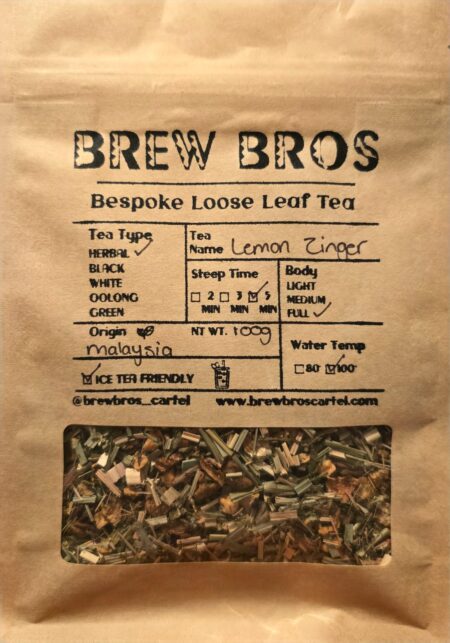 BREW BROS
Bespoke Loose Leaf Tea
Tea Type
HERBAL
BLACK
WHITE
OOLONG
GREEN
Tea Name Lemon Zinger
Steep Time
2 MIN 3 MIN 5 MIN
Body
LIGHT
MEDIUM
FULL
Origin
malaysia
NT WT. 100g
Water Temp
80 100
ICE TEA FRIENDLY
@brewbros_cartel www.brewbroscartel.com